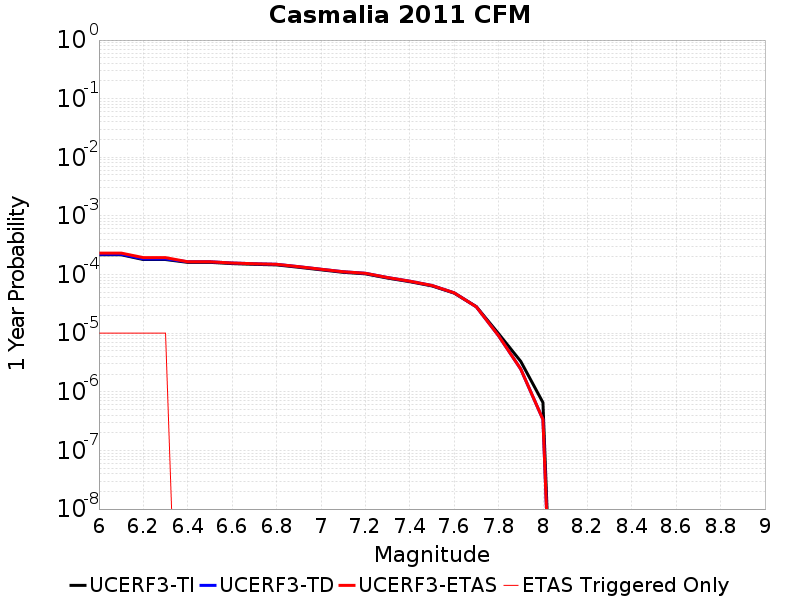 Casmalia 2011 CFM
1 Year Probability
10^0
10^-1
10^-2
10^-3
10^-4
10^-5
10^-6
10^-7
10^-8
6 6.2 6.4 6.6 6.8 7 7.2 7.4 7.6 7.8 8 8.2 8.4 8.6 8.8 9
Magnitude
UCERF3-TI UCERF3-TD UCERF3-ETAS ETAS Triggered Only